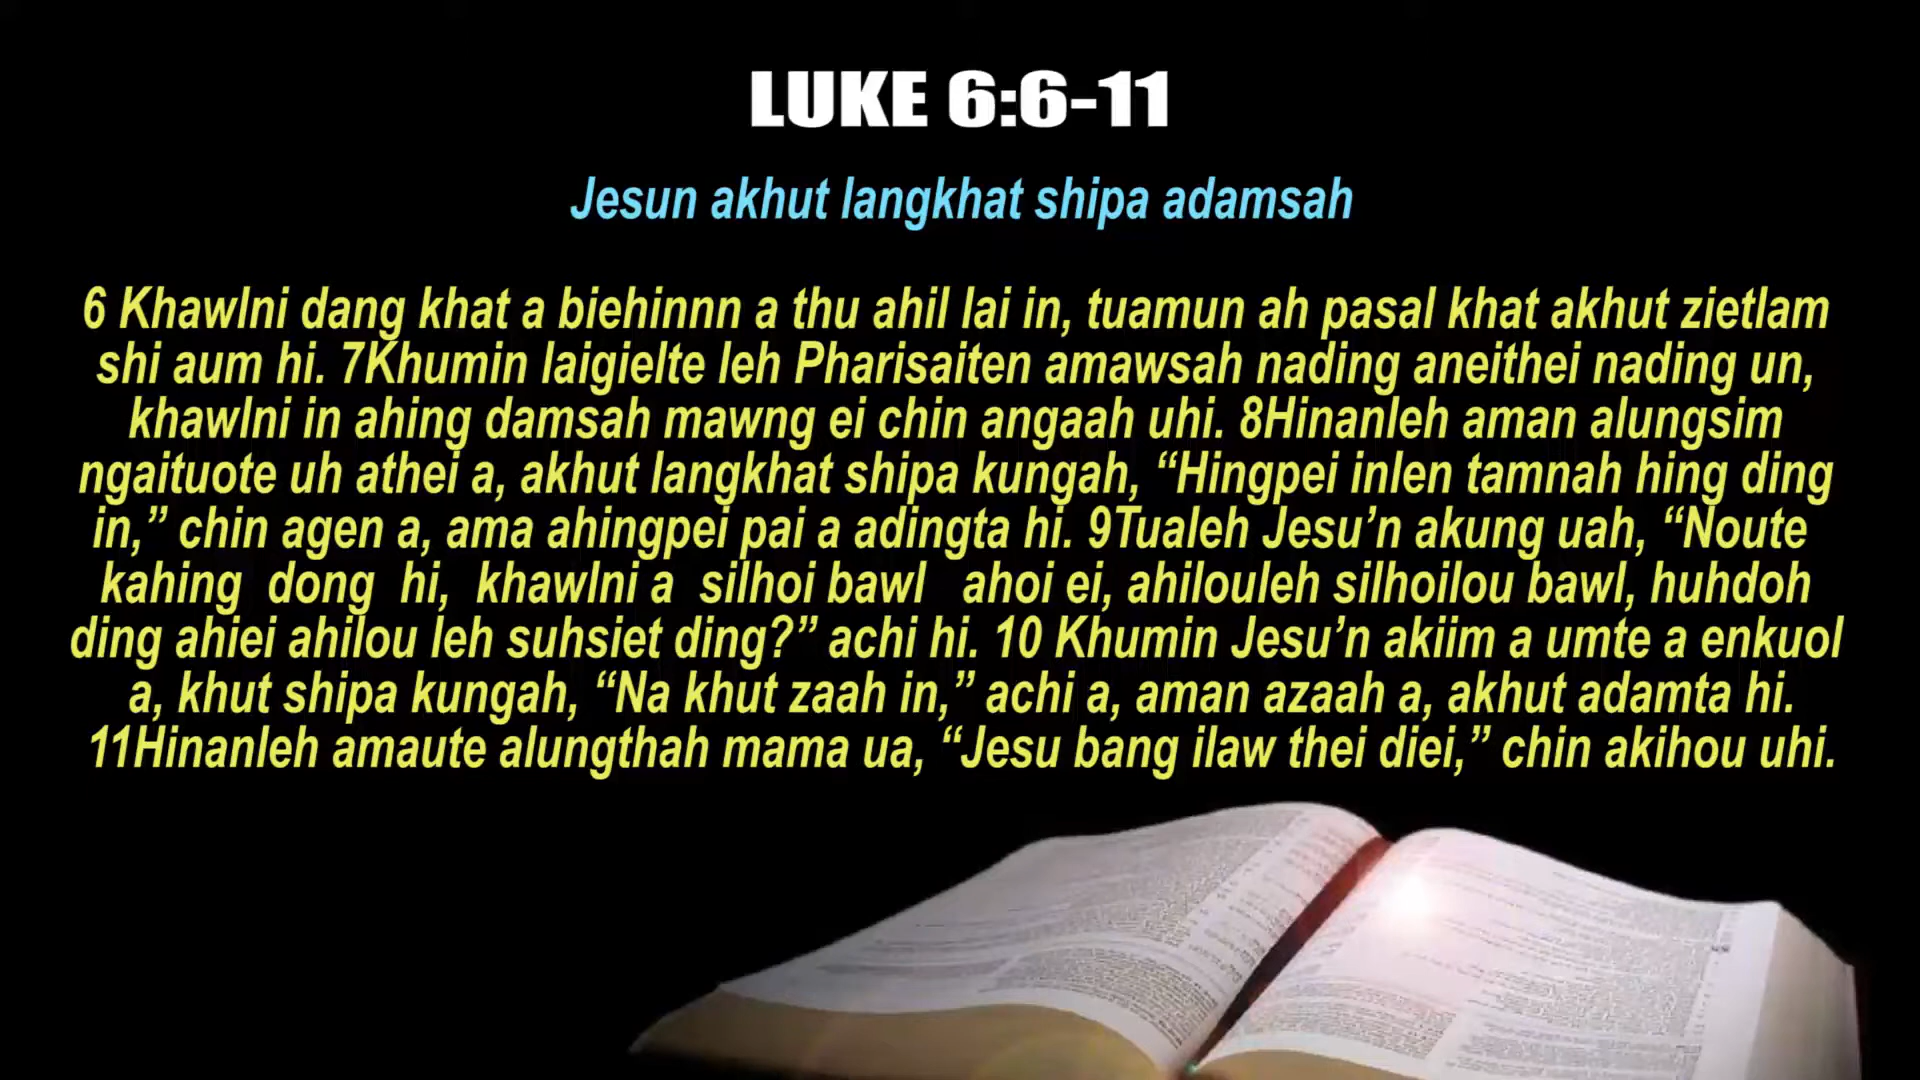 LUKE 6:6-11
Jesun akhut langkhat shipa adamsah
6 Khawlni dang khat a biehinnn a thu ahil lai in, tuamun ah pasal khat akhut zietlam
shi aum hi. 7Khumin laigielte leh Pharisaiten amawsah nading aneithei nading un,
khawlni in ahing damsah mawng ei chin angaah uhi. 8Hinanleh aman alungsim
ngaituote uh athei a, akhut langkhat shipa kungah, “Hingpei inlen tamnah hing ding
in,” chin agen a, ama ahingpei pai a adingta hi. 9Tualeh Jesu’n akung uah, “Noute
kahing dong hi, khawlni a silhoi bawl ahoi ei, ahilouleh silhoilou bawl, huhdoh
ding ahiei ahilou leh suhsiet ding?” achi hi. 10 Khumin Jesu’n akiim a umte a enkuol
a, khut shipa kungah, “Na khut zaah in,” achi a, aman azaah a, akhut adamta hi.
11Hinanleh amaute alungthah mama ua, “Jesu bang ilaw thei diei,” chin akihou uhi.